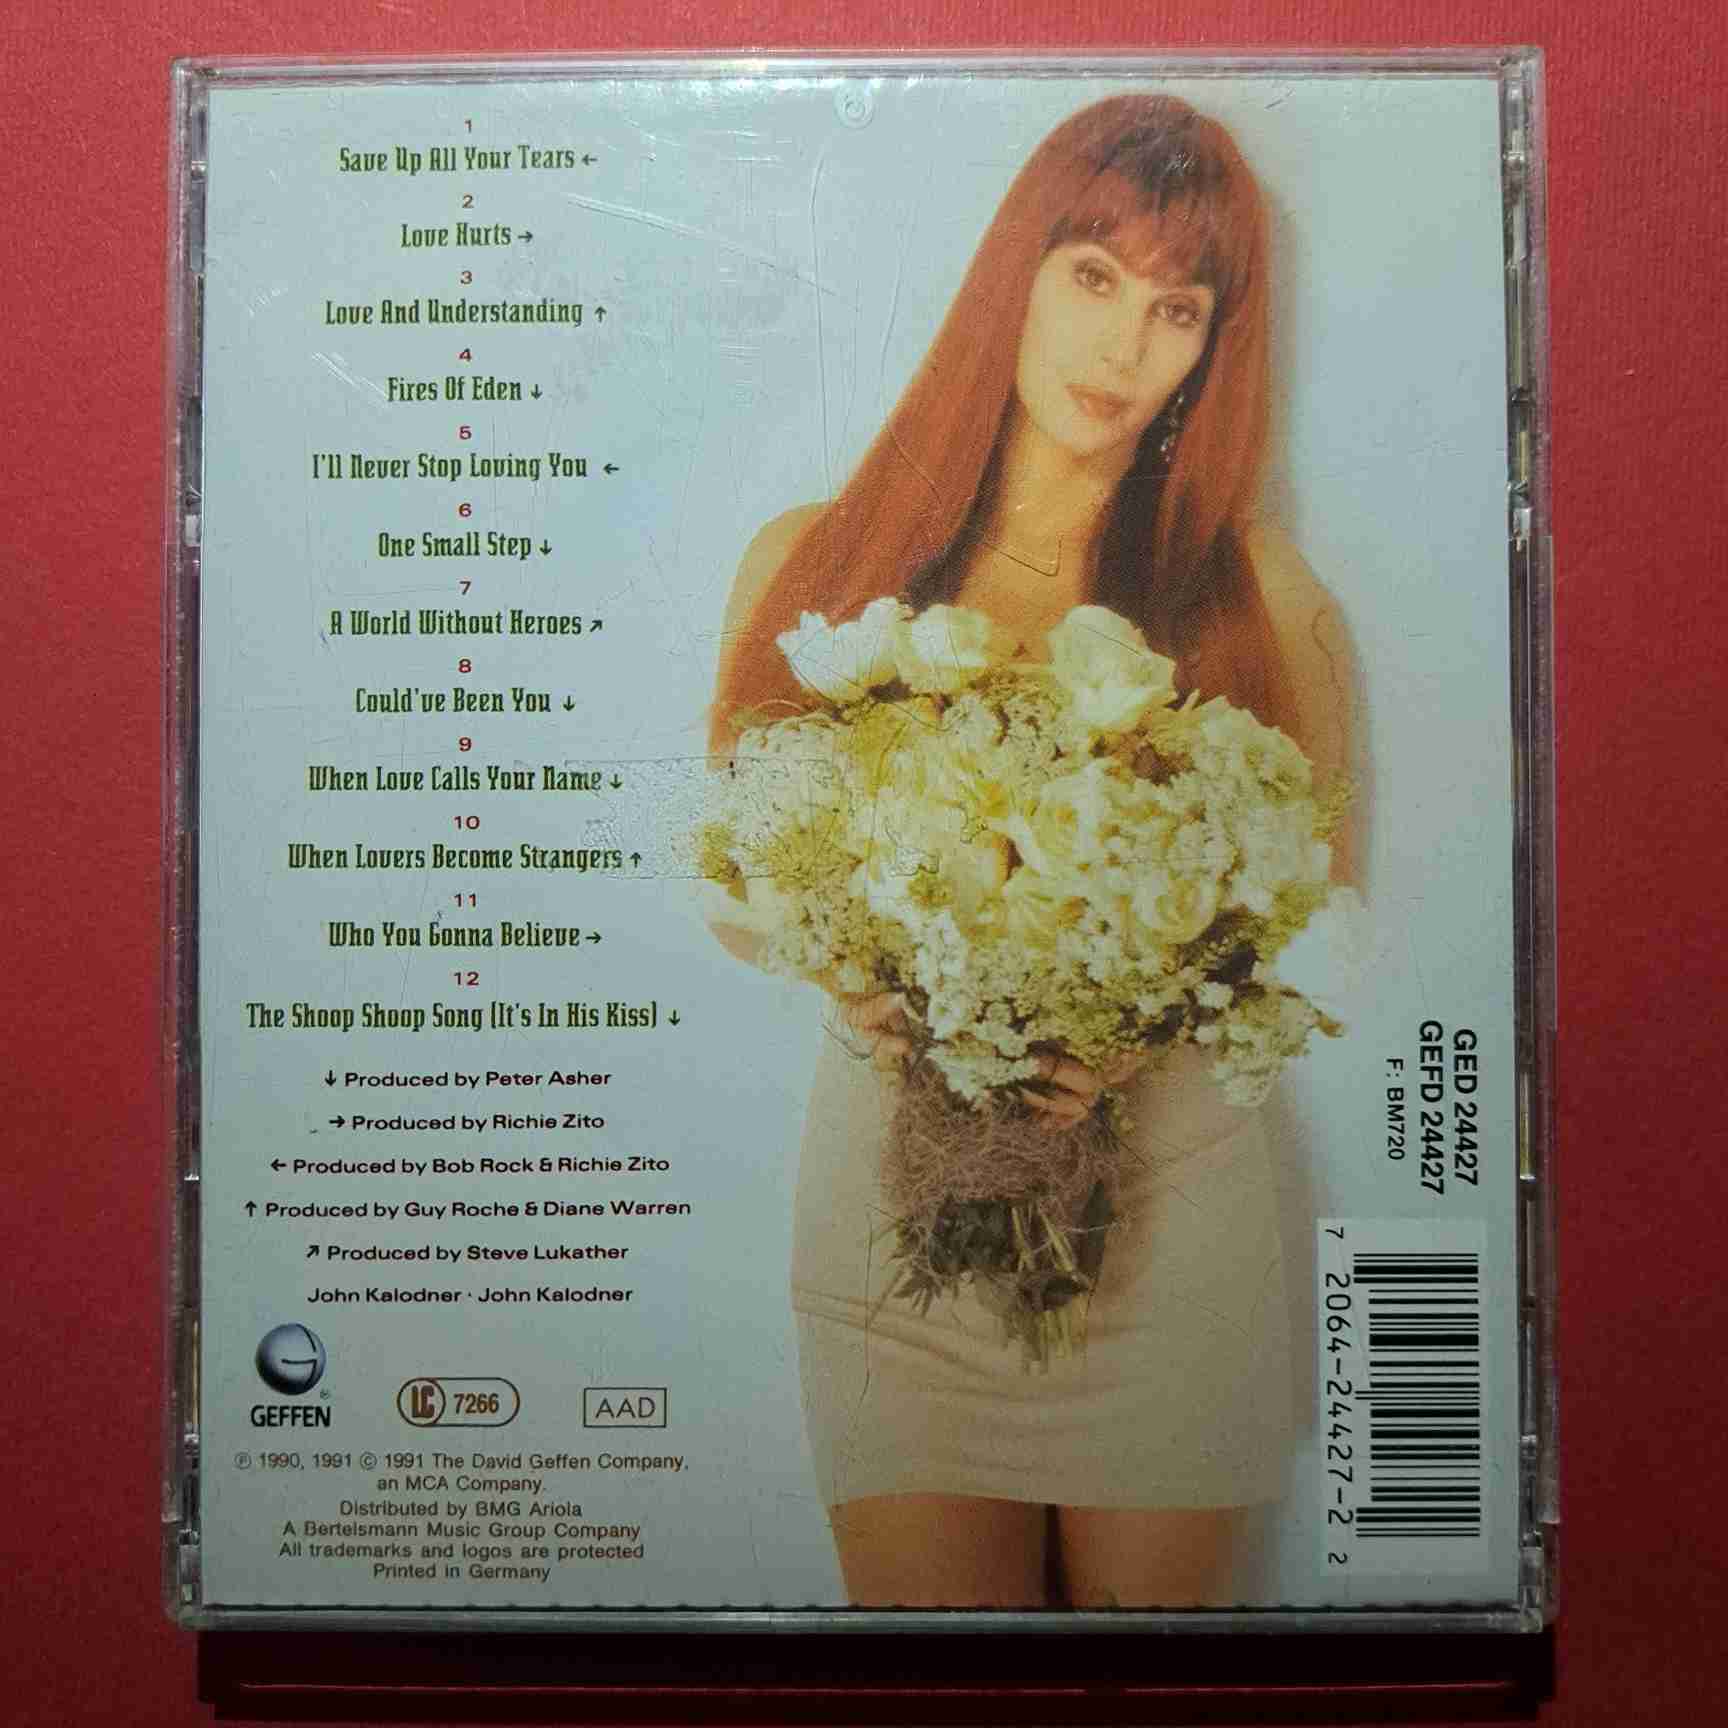 1
Save Up All Your Tears ←
2
Love Hurts →
3
Love And Understanding ↑
4
Fires Of Eden ↓
5
I'll Never Stop Loving You ←
6
One Small Step ↓
7
A World Without Heroes ↗
8
Could've Been You ↓
9
When Love Calls Your Name ↓
10
When Lovers Become Strangers ↑
11
Who You Gonna Believe →
12
The Shoop Shoop Song (It's In His Kiss) ↓
↓ Produced by Peter Asher
→ Produced by Richie Zito
← Produced by Bob Rock & Richie Zito
↑ Produced by Guy Roche & Diane Warren
↗ Produced by Steve Lukather
John Kalodner · John Kalodner
G ®
GEFFEN
LC 7266
AAD
℗ 1990, 1991 © 1991 The David Geffen Company,
an MCA Company.
Distributed by BMG Ariola
A Bertelsmann Music Group Company
All trademarks and logos are protected
Printed in Germany
GED 24427
GEFD 24427
F: BM720
7 2064-24427-2 2